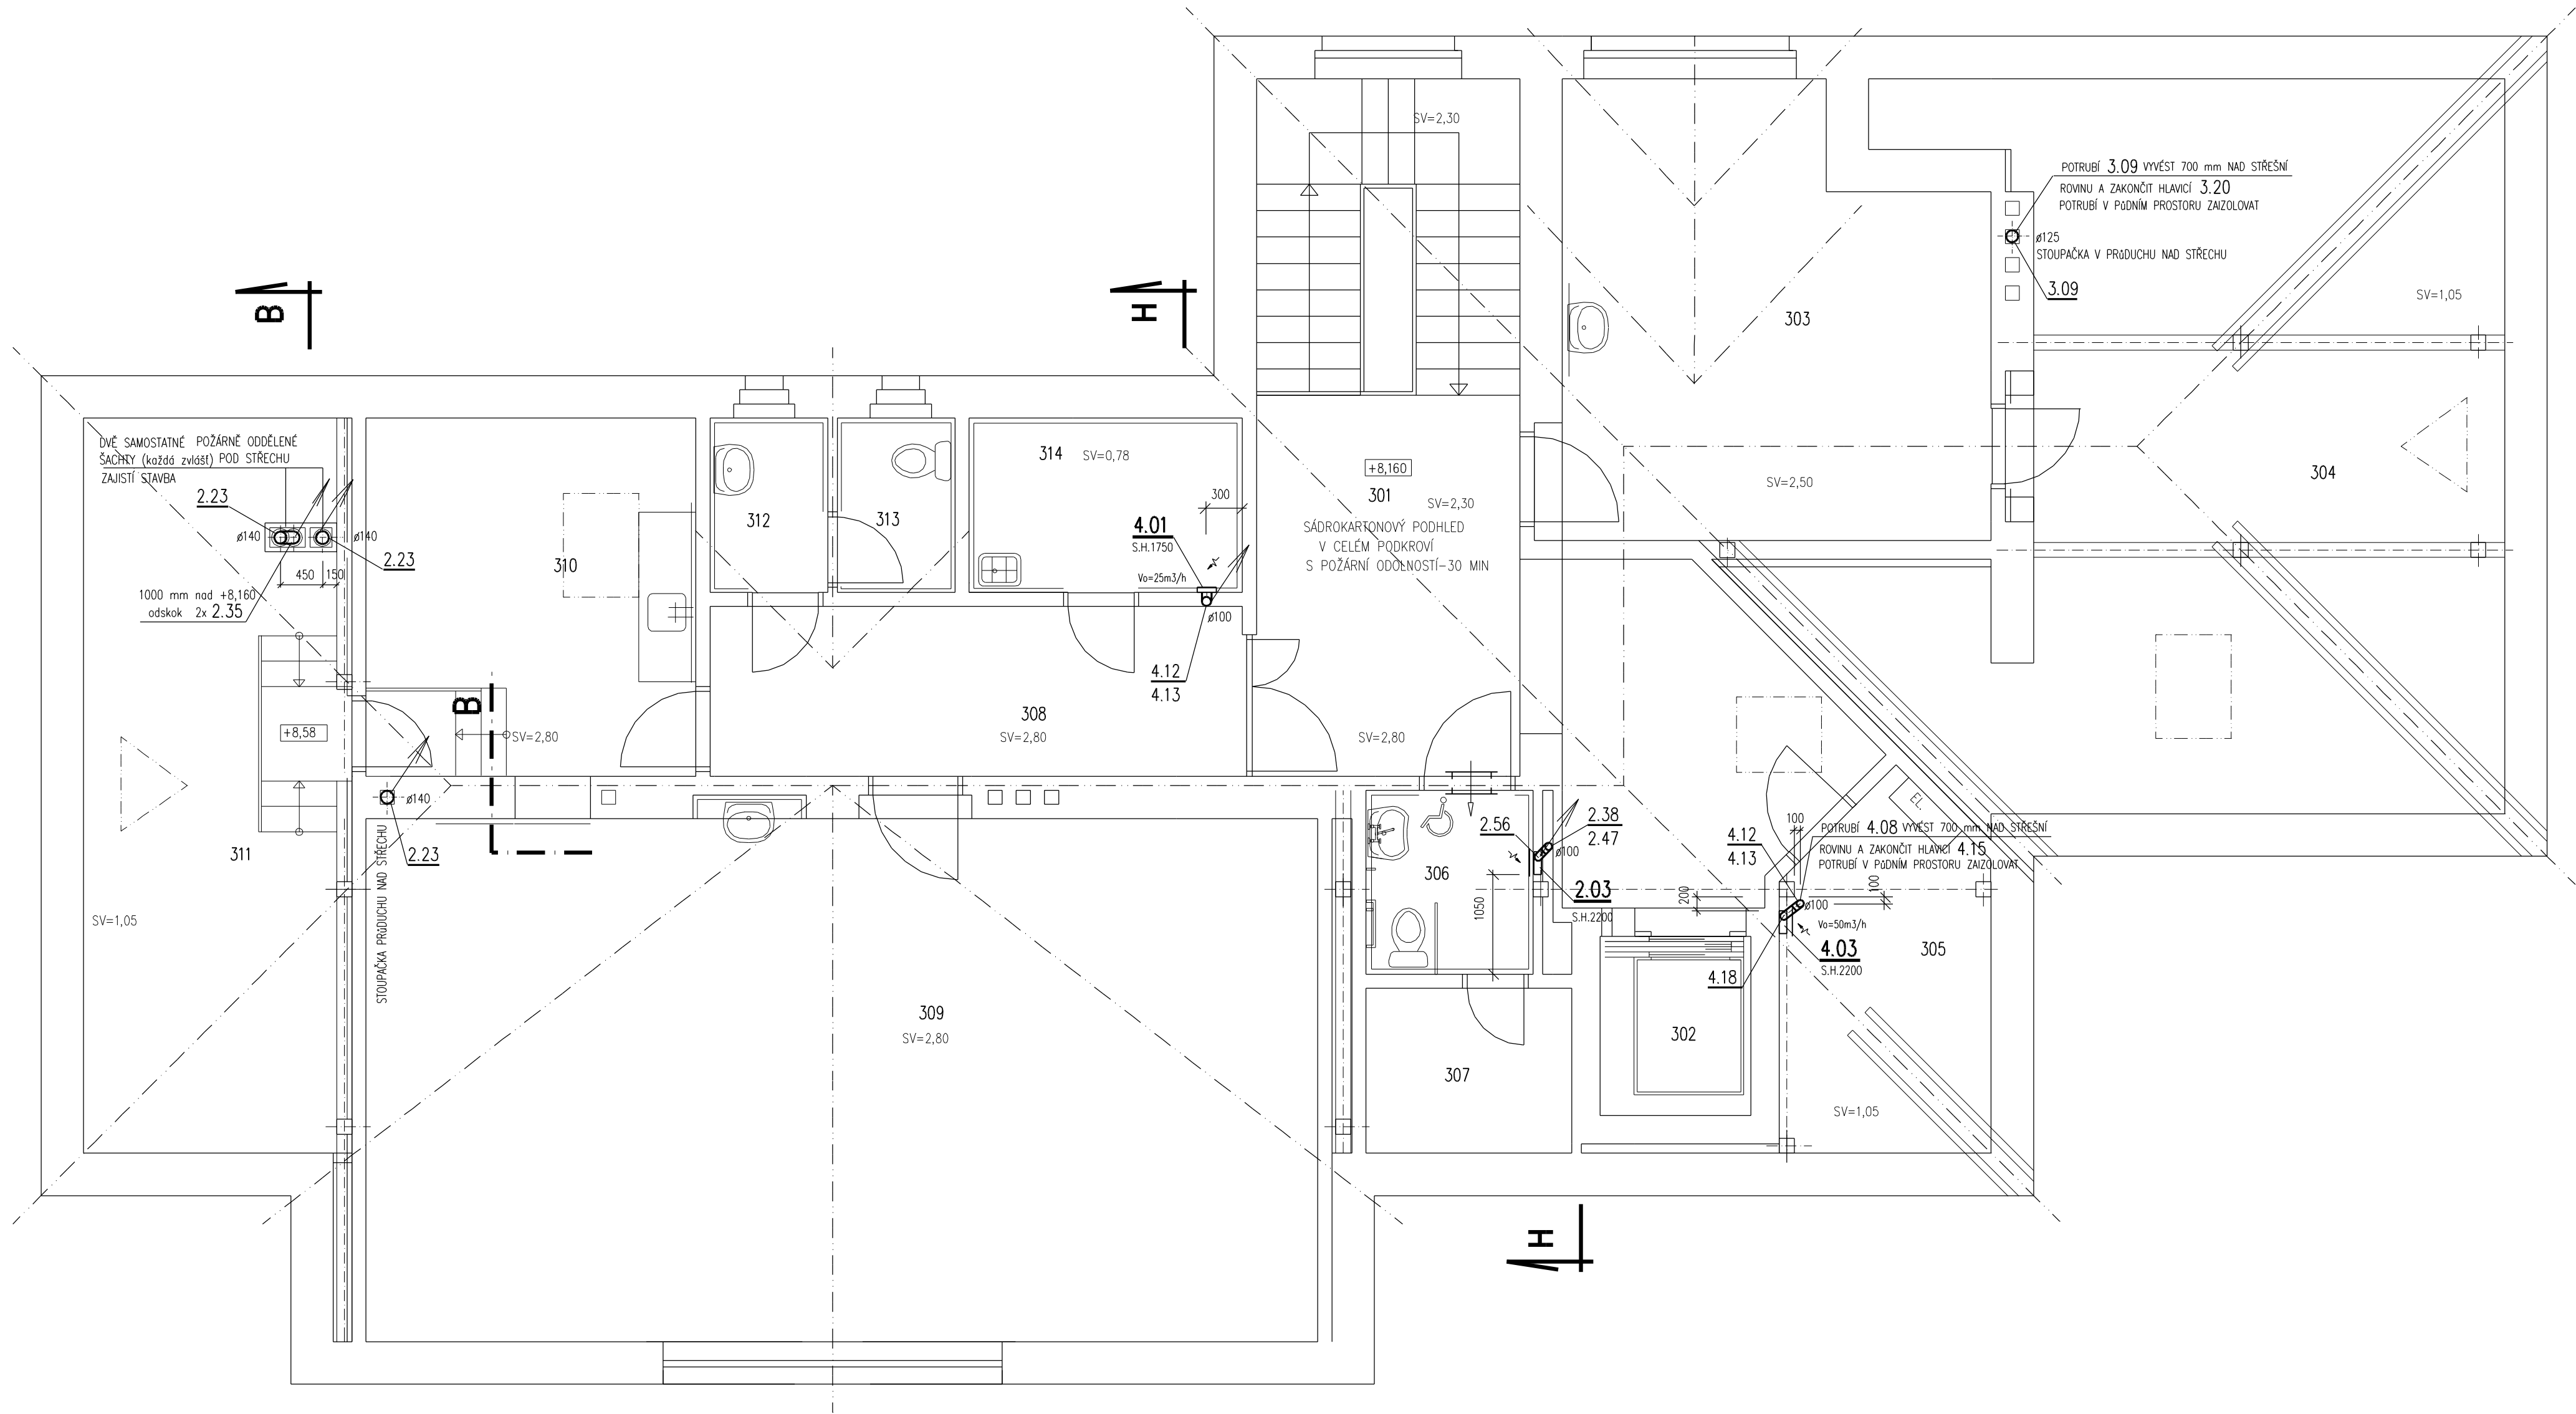 SV=2,30
POTRUBÍ 3.09 VYVÉST 700 mm NAD STŘEŠNÍ
ROVINU A ZAKONČIT HLAVICÍ 3.20
POTRUBÍ V PůDNÍM PROSTORU ZAIZOLOVAT
ø125
STOUPAČKA V PRůDUCHU NAD STŘECHU
3.09
SV=1,05
303
B
H
DVĚ SAMOSTATNÉ POŽÁRNĚ ODDĚLENÉ
ŠACHTY (každá zvlášť) POD STŘECHU
ZAJISTÍ STAVBA
2.23
ø140
ø140
2.23
450
150
1000 mm nad +8,160
odskok 2x 2.35
310
312
313
314
SV=0,78
300
4.01
S.H.1750
Vo=25m3/h
ø100
4.12
4.13
+8,160
301
SV=2,30
SÁDROKARTONOVÝ PODHLED
V CELÉM PODKROVÍ
S POŽÁRNÍ ODOLNOSTÍ-30 MIN
SV=2,50
304
+8,58
B
SV=2,80
308
SV=2,80
SV=2,80
ø140
2.23
STOUPAČKA PRůDUCHU NAD STŘECHU
311
SV=1,05
309
SV=2,80
306
2.56
2.38
2.47
ø100
2.03
S.H.2200
1050
307
302
200
100
EL.
4.12
4.13
POTRUBÍ 4.08 VYVÉST 700 mm NAD STŘEŠNÍ
ROVINU A ZAKONČIT HLAVICÍ 4.15
POTRUBÍ V PůDNÍM PROSTORU ZAIZOLOVAT
100
ø100
Vo=50m3/h
4.03
S.H.2200
4.18
305
SV=1,05
H